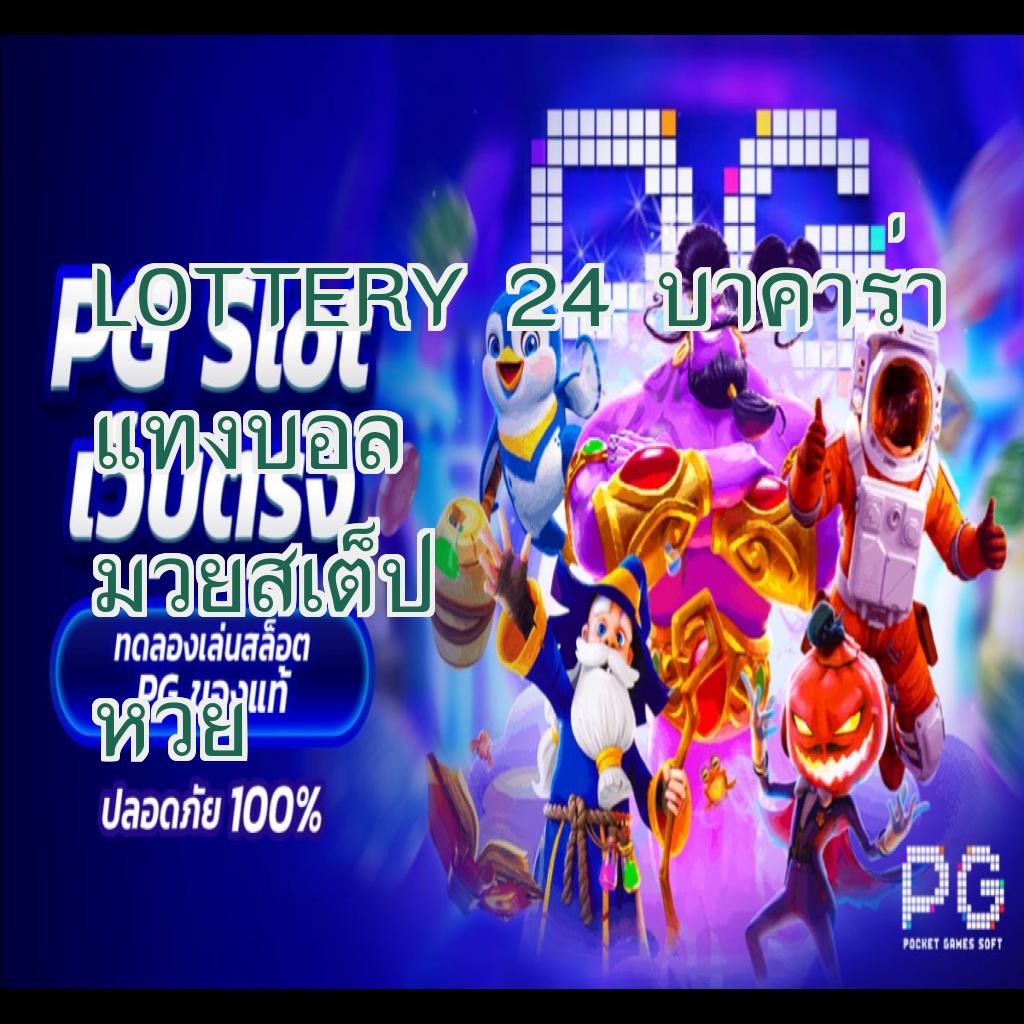 LOTTERY 24 บาคาร่า
PG Slot
แทงบอล
เว็บตรง
มวยสเต็ป
ทดลองเล่นสล็อต
PG ของแท้
หวย
ปลอดภัย 100%
PG
PG
POCKET GAMES SOFT